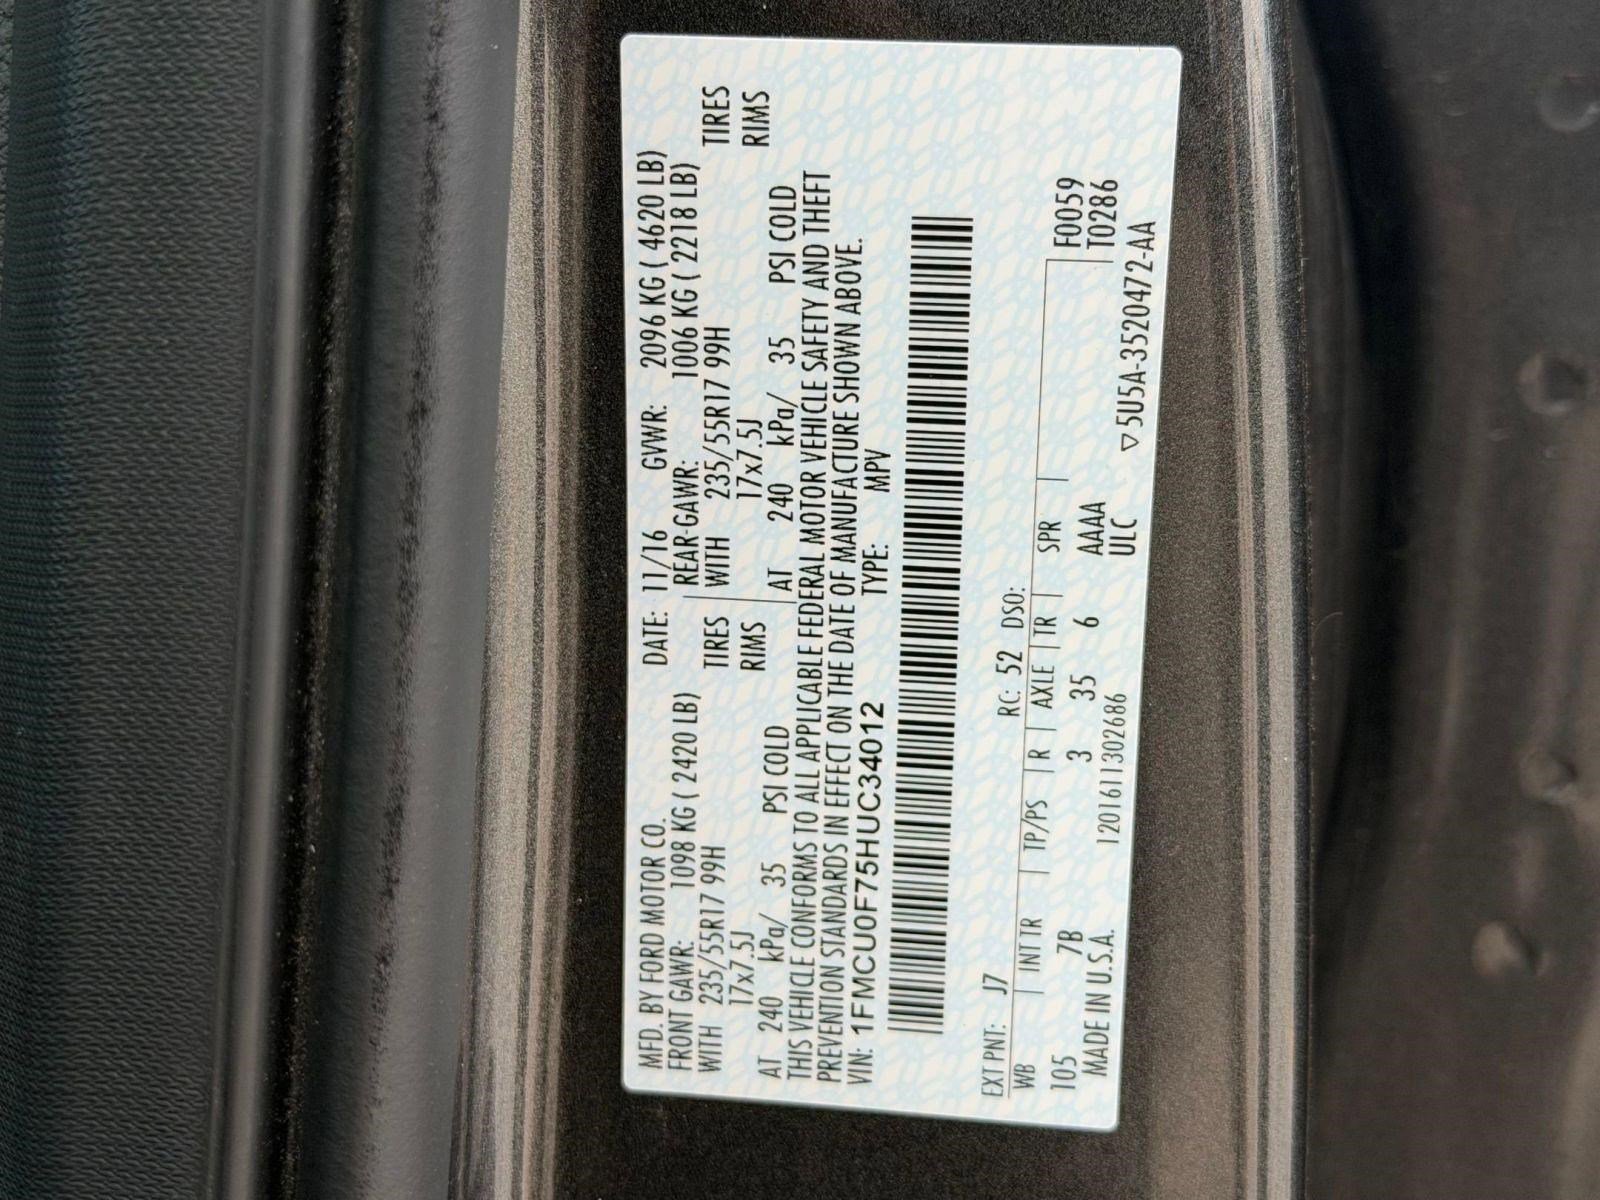 MFD. BY FORD MOTOR CO. DATE: 11/16 GVWR: 2096 KG ( 4620 LB)
FRONT GAWR: 1098 KG ( 2420 LB) REAR-GAWR: 1006 KG ( 2218 LB)
WITH 235/55R17 99H TIRES WITH 235/55R17 99H TIRES
17x7.5J RIMS 17x7.5J RIMS
AT 240 kPa/ 35 PSI COLD AT 240 kPa/ 35 PSI COLD
THIS VEHICLE CONFORMS TO ALL APPLICABLE FEDERAL MOTOR VEHICLE SAFETY AND THEFT
PREVENTION STANDARDS IN EFFECT ON THE DATE OF MANUFACTURE SHOWN ABOVE.
VIN: 1FMCU0F75HUC34012 TYPE: MPV
EXT PNT: J7 RC: 52 DSO: F0059
WB INT TR TP/PS R AXLE TR SPR T0286
105 7B 3 35 6 AAAA
MADE IN U.S.A. 1201611302686 ULC ▽5U5A-3520472-AA